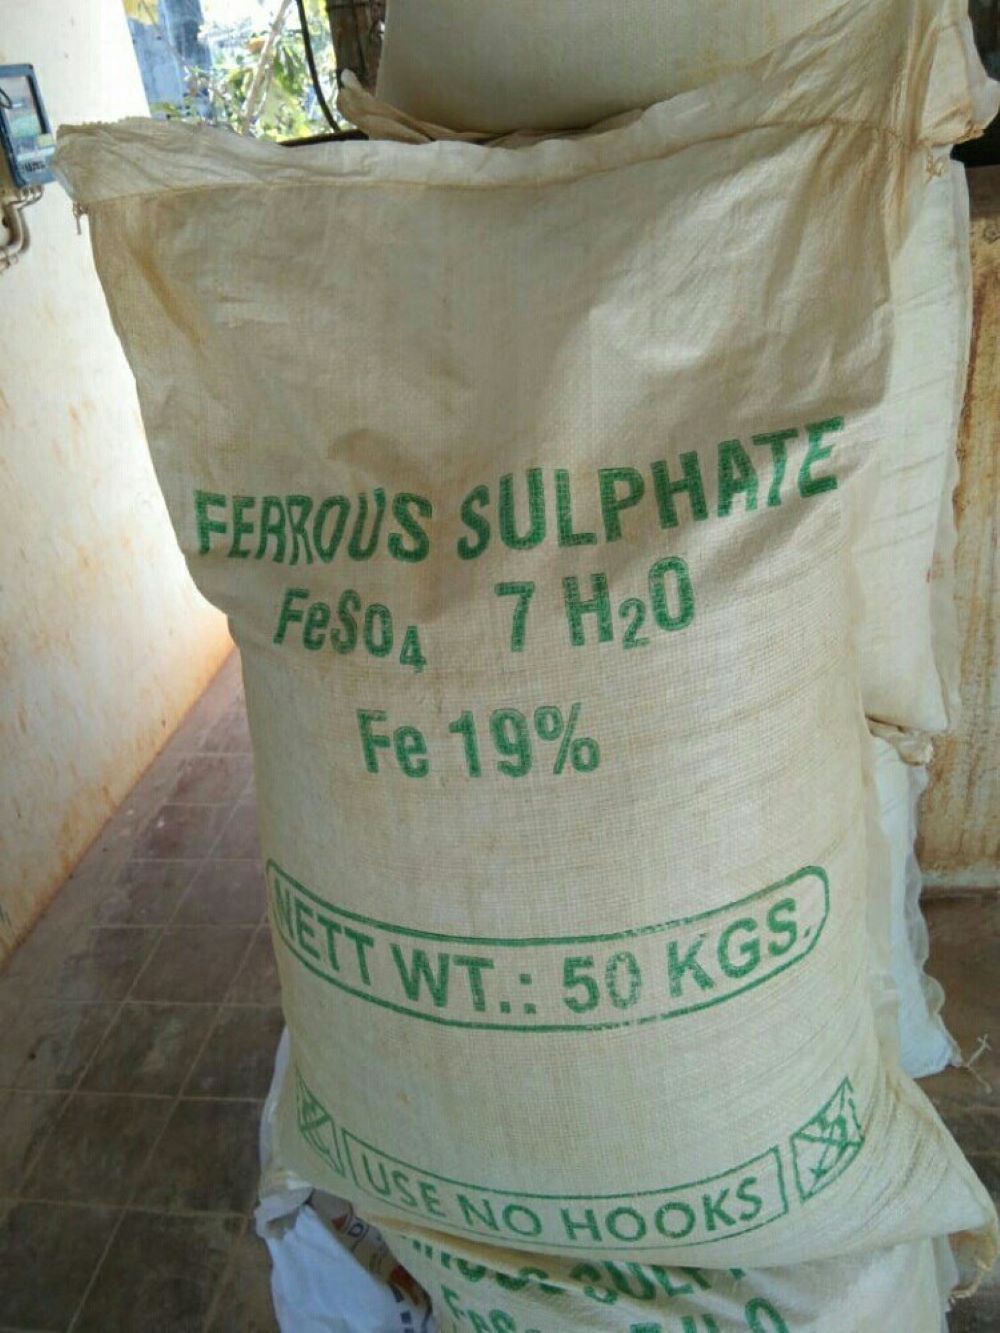 FERROUS SULPHATE
FeSo₄ 7 H₂O
Fe 19%
NETT WT.: 50 KGS.
USE NO HOOKS